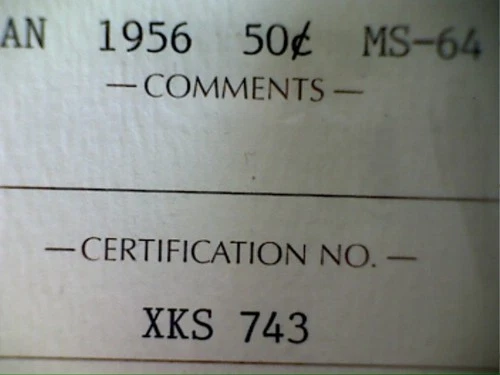 AN 1956 50¢ MS-64
—COMMENTS—
—CERTIFICATION NO.—
XKS 743